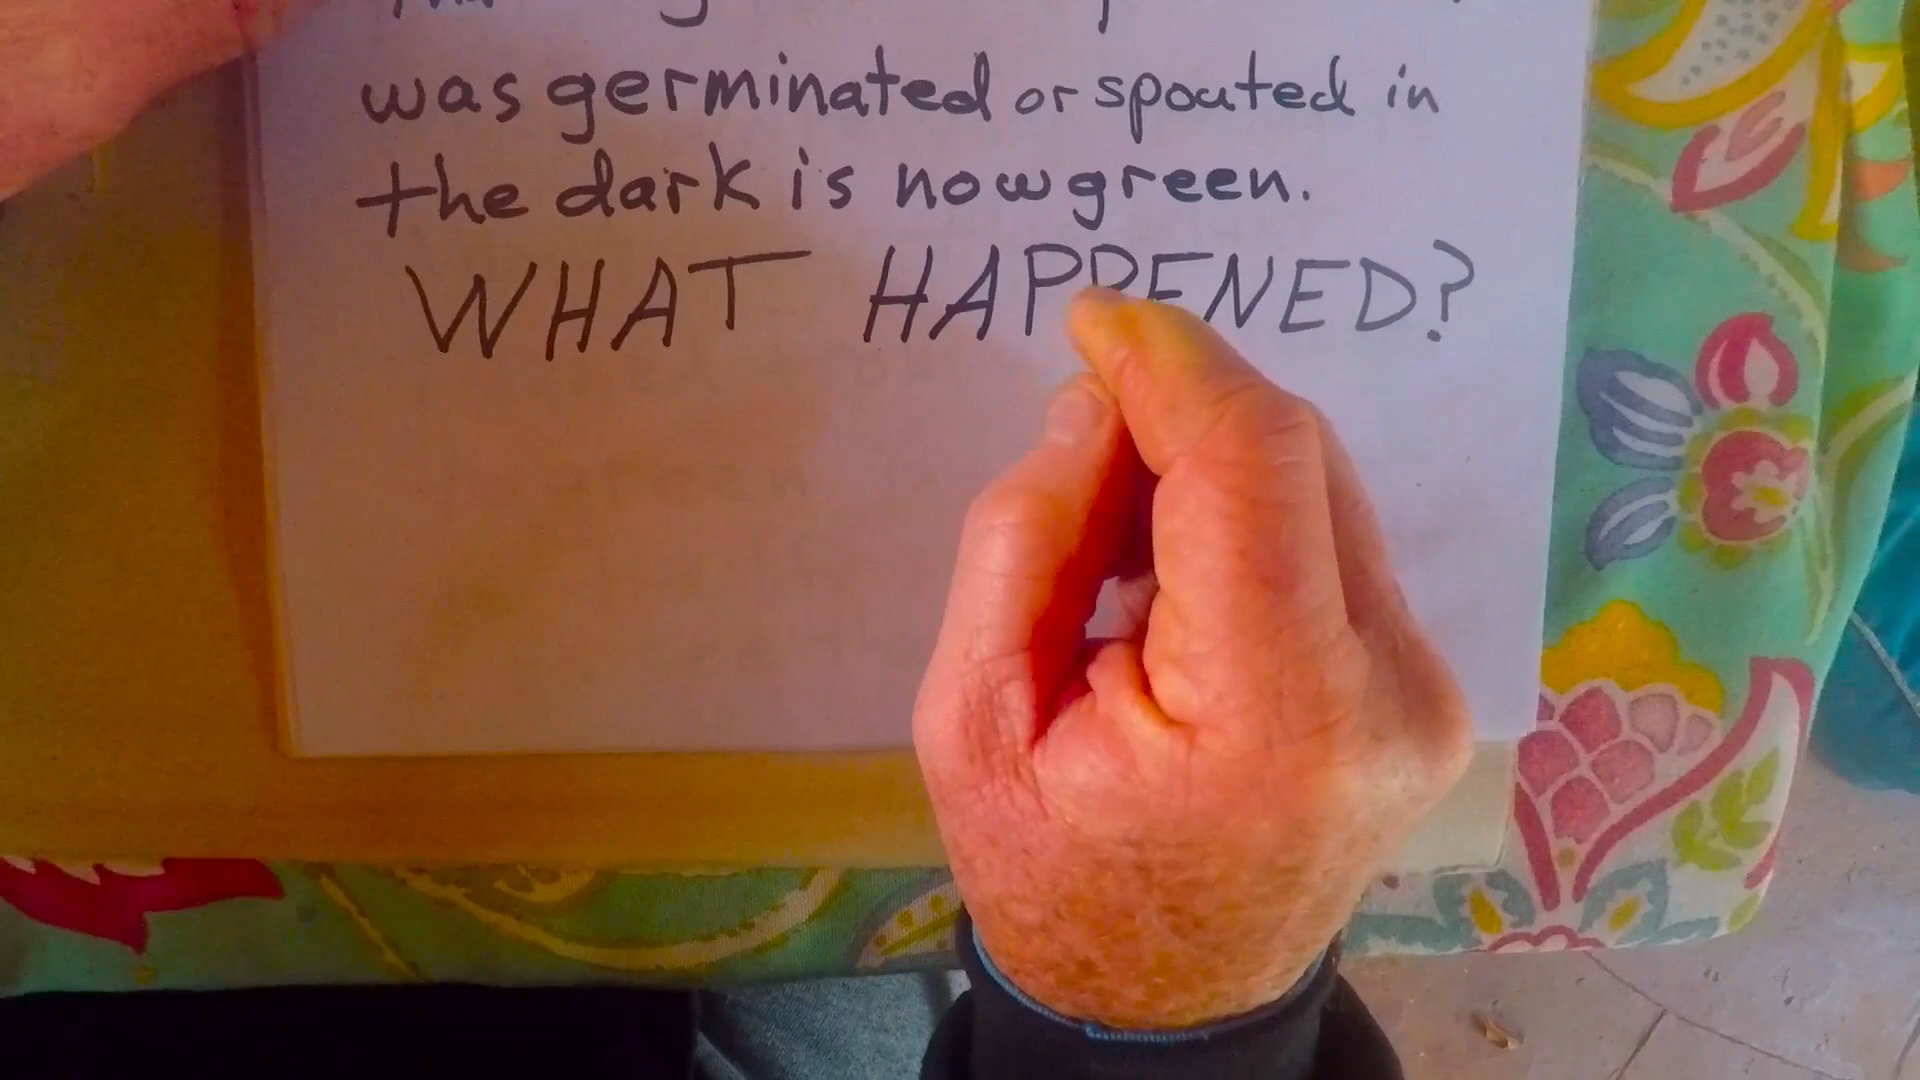 was germinated or spouted in
the dark is now green.
WHAT HAPPENED?